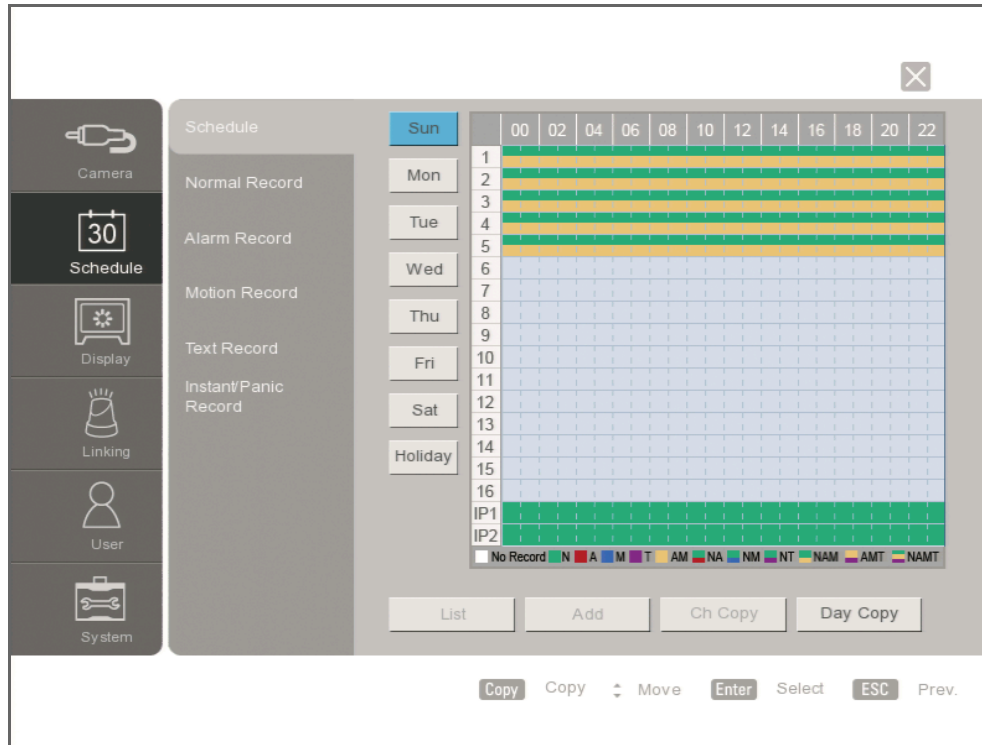 Camera
30
Schedule
Display
Linking
User
System
Schedule
Normal Record
Alarm Record
Motion Record
Text Record
Instant/Panic
Record
Sun
Mon
Tue
Wed
Thu
Fri
Sat
Holiday
00 02 04 06 08 10 12 14 16 18 20 22
1
2
3
4
5
6
7
8
9
10
11
12
13
14
15
16
IP1
IP2
No Record N A M T AM NA NM NT NAM AMT NAMT
List Add Ch Copy Day Copy
Copy Copy Move Enter Select ESC Prev.